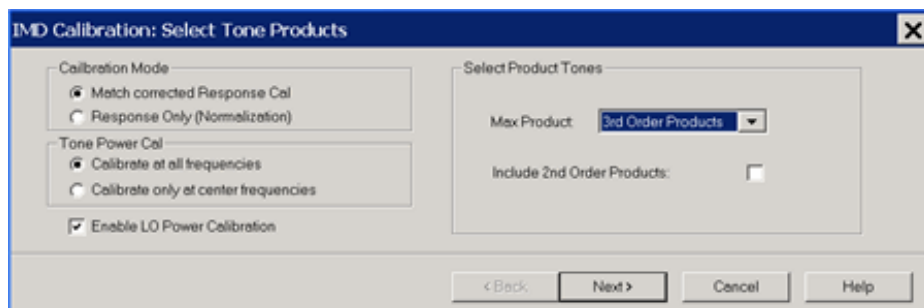 IMD Calibration: Select Tone Products
Cailbration Mode
Match corrected Response Cal
Response Only (Normalization)
Tone Power Cal
Calibrate at all frequencies
Calibrate only at center frequencies
Enable LO Power Calibration
Select Product Tones
Max Product: 3rd Order Products
Include 2nd Order Products:
<Back Next> Cancel Help